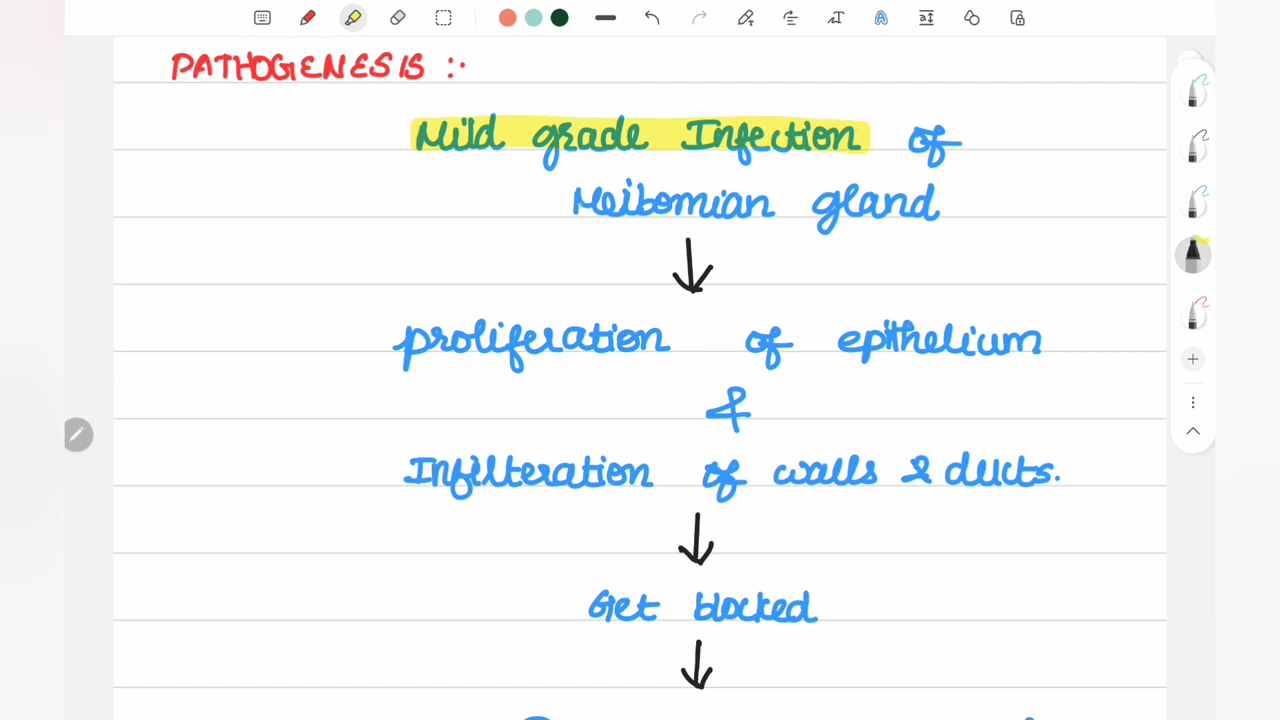 PATHOGENESIS :-
Mild grade Infection of
Meibomian gland
proliferation of epithelium
&
Infilteration of walls & ducts.
Get blocked